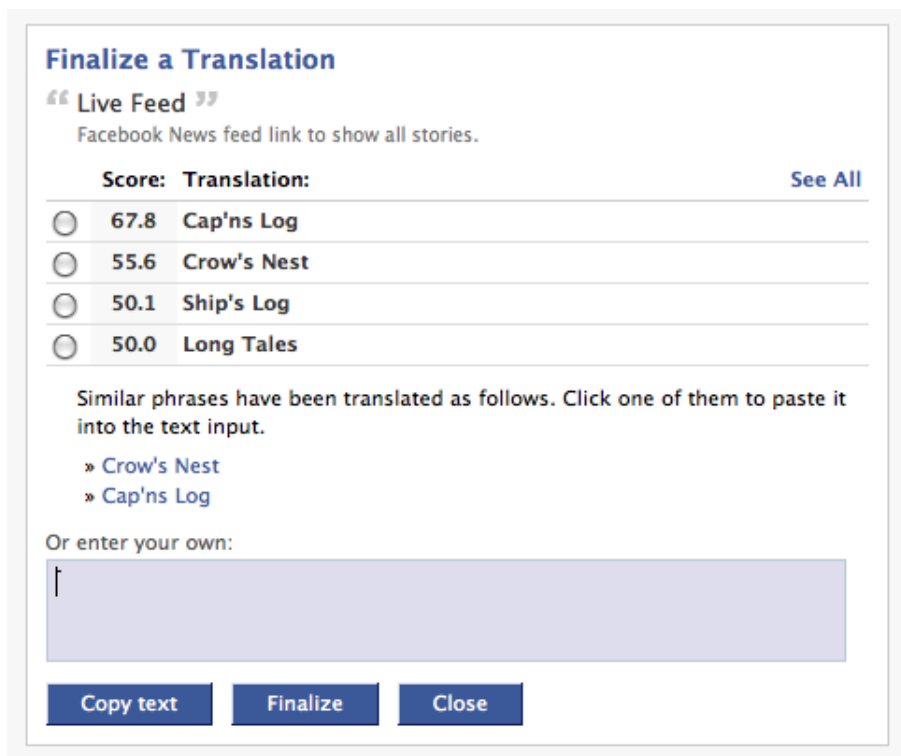 Finalize a Translation
“ Live Feed ”
Facebook News feed link to show all stories.
Score: Translation: See All
67.8 Cap'ns Log
55.6 Crow's Nest
50.1 Ship's Log
50.0 Long Tales
Similar phrases have been translated as follows. Click one of them to paste it
into the text input.
» Crow's Nest
» Cap'ns Log
Or enter your own:
Copy text Finalize Close